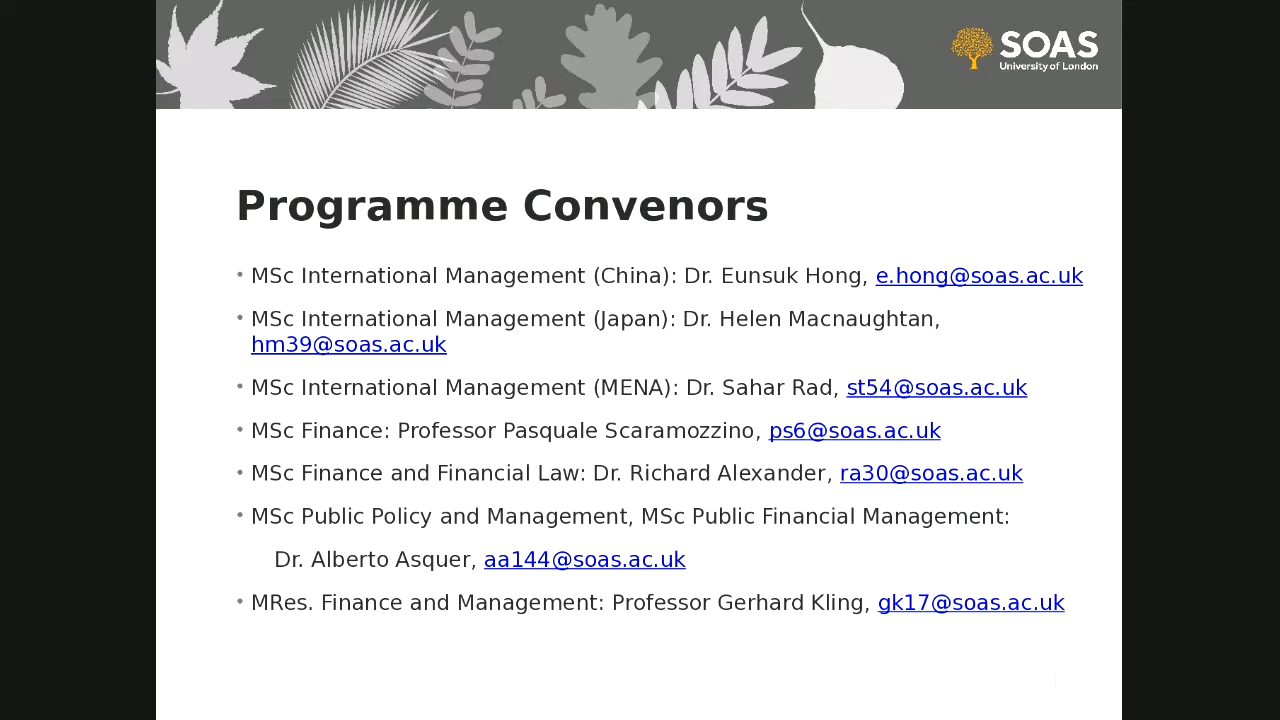 SOAS
University of London
Programme Convenors
• MSc International Management (China): Dr. Eunsuk Hong, e.hong@soas.ac.uk
• MSc International Management (Japan): Dr. Helen Macnaughtan,
hm39@soas.ac.uk
• MSc International Management (MENA): Dr. Sahar Rad, st54@soas.ac.uk
• MSc Finance: Professor Pasquale Scaramozzino, ps6@soas.ac.uk
• MSc Finance and Financial Law: Dr. Richard Alexander, ra30@soas.ac.uk
• MSc Public Policy and Management, MSc Public Financial Management:
Dr. Alberto Asquer, aa144@soas.ac.uk
• MRes. Finance and Management: Professor Gerhard Kling, gk17@soas.ac.uk